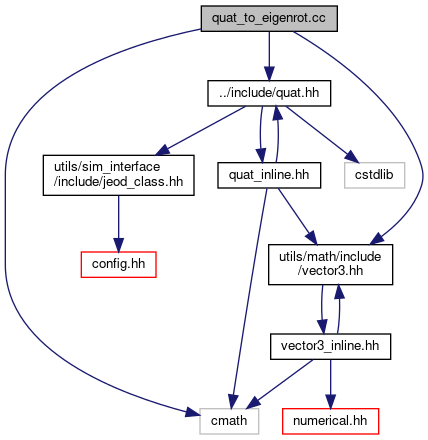 quat_to_eigenrot.cc
../include/quat.hh
utils/sim_interface
/include/jeod_class.hh
quat_inline.hh
cstdlib
config.hh
utils/math/include
/vector3.hh
vector3_inline.hh
cmath
numerical.hh